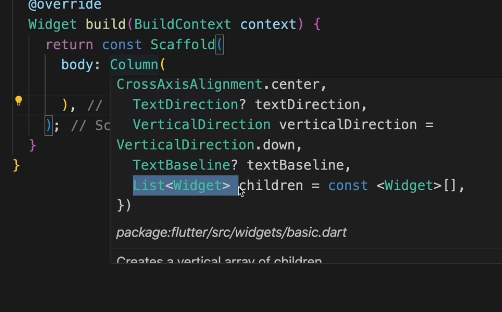 @override
Widget build(BuildContext context) {
return const Scaffold(
body: Column(
CrossAxisAlignment.center,
TextDirection? textDirection,
), //
VerticalDirection verticalDirection =
); // Sc
VerticalDirection.down,
}
TextBaseline? textBaseline,
}
List<Widget> children = const <Widget>[],
})
package:flutter/src/widgets/basic.dart
Creates a vertical array of children